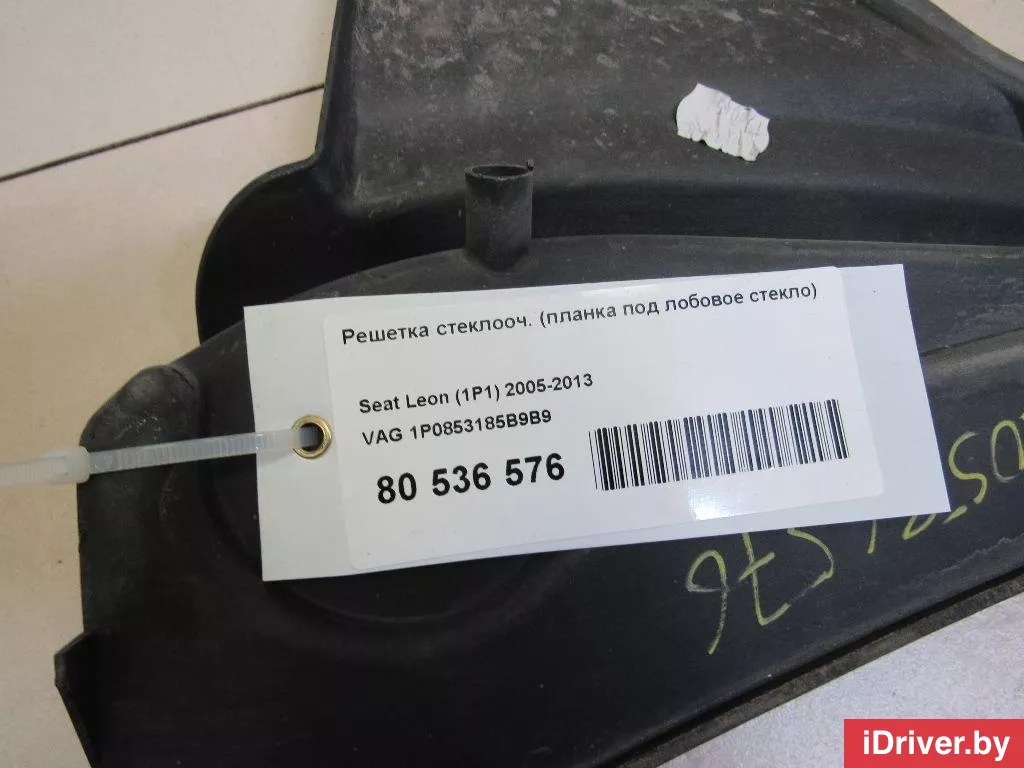 Решетка стеклооч. (планка под лобовое стекло)
Seat Leon (1P1) 2005-2013
VAG 1P0853185B9B9
80 536 576
iDriver.by